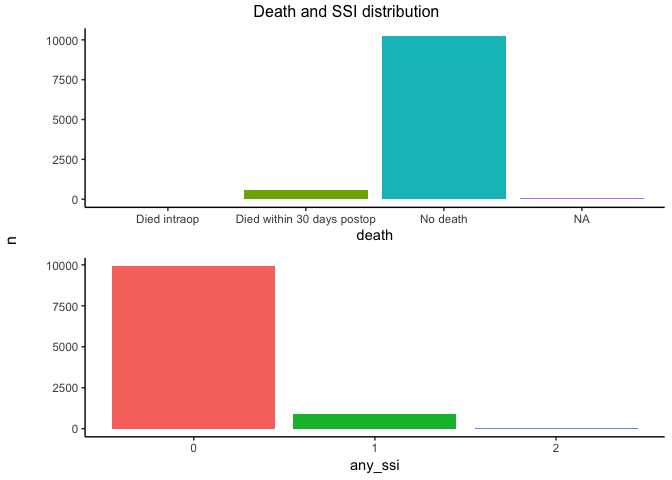 Death and SSI distribution
10000
7500
5000
2500
0
Died intraop Died within 30 days postop No death NA
death
n
10000
7500
5000
2500
0
0 1 2
any_ssi